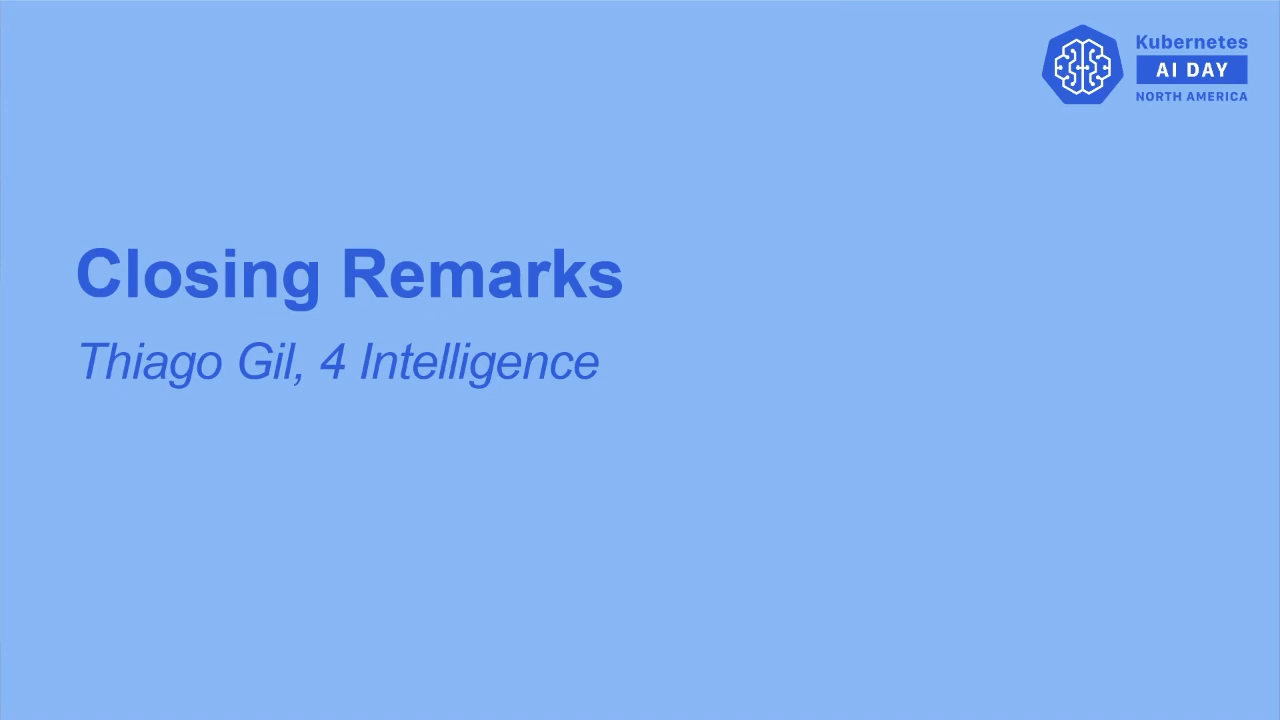 Kubernetes
AI DAY
NORTH AMERICA
Closing Remarks
Thiago Gil, 4 Intelligence